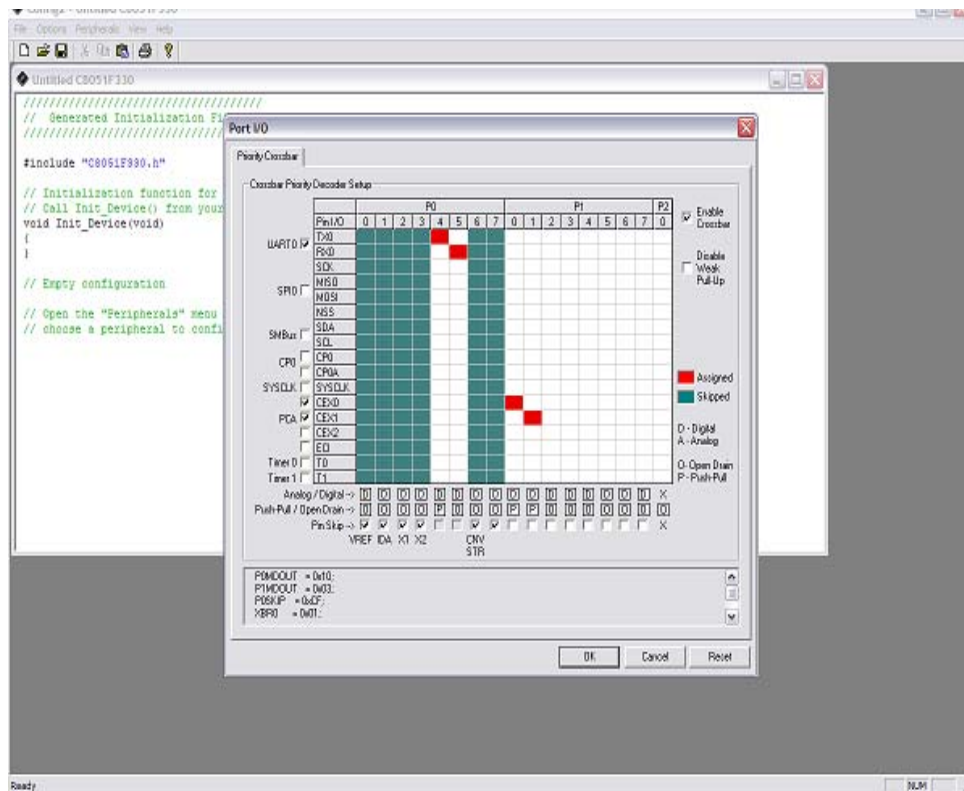 Config2 - Untitled C8051F330
File Options Peripherals View Help
Untitled C8051F330
/////////////////////////////////////
// Generated Initialization Fi
#include "C8051F330.h"
// Initialization function for
// Call Init_Device() from your
void Init_Device(void)
{
}
// Empty configuration
// Open the "Peripherals" menu
// choose a peripheral to confi
Port I/O
Priority Crossbar
Crossbar Priority Decoder Setup
P0 P1 P2
Pin I/O 0 1 2 3 4 5 6 7 0 1 2 3 4 5 6 7 0
UART0 TX0
RX0
SCK
SPI0 MISO
MOSI
NSS
SMBus SDA
SCL
CP0 CP0
CP0A
SYSCLK SYSCLK
CEX0
PCA CEX1
CEX2
ECI
Timer 0 T0
Timer 1 T1
Enable Crossbar
Disable Weak Pull-Up
Assigned
Skipped
D - Digital
A - Analog
O- Open Drain
P - Push-Pull
Analog / Digital ->
D D D D D D D D D D D D D D D D X
Push-Pull / Open Drain ->
O O O O P O O O P P O O O O O O O
Pin Skip -> X
VREF IDA X1 X2 CNV STR
P0MDOUT = 0x10;
P1MDOUT = 0x03;
P0SKIP = 0xCF;
XBR0 = 0x01;
OK Cancel Reset
Ready NUM